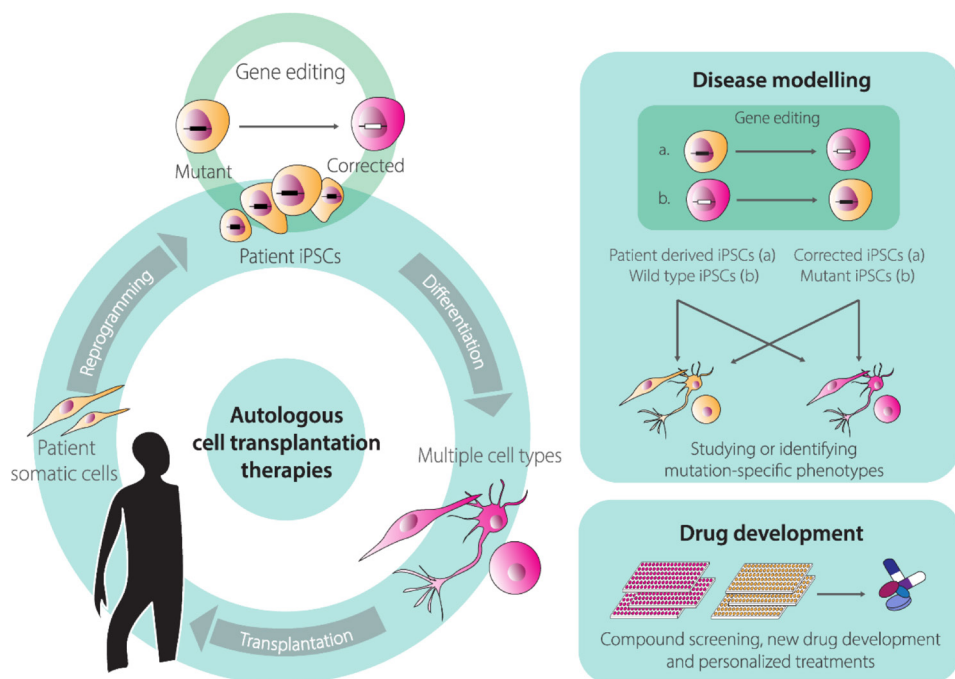 Gene editing
Mutant
Corrected
Patient iPSCs
Reprogramming
Differentiation
Autologous
cell transplantation
therapies
Patient
somatic cells
Multiple cell types
Transplantation
Disease modelling
Gene editing
a.
b.
Patient derived iPSCs (a)
Wild type iPSCs (b)
Corrected iPSCs (a)
Mutant iPSCs (b)
Studying or identifying
mutation-specific phenotypes
Drug development
Compound screening, new drug development
and personalized treatments